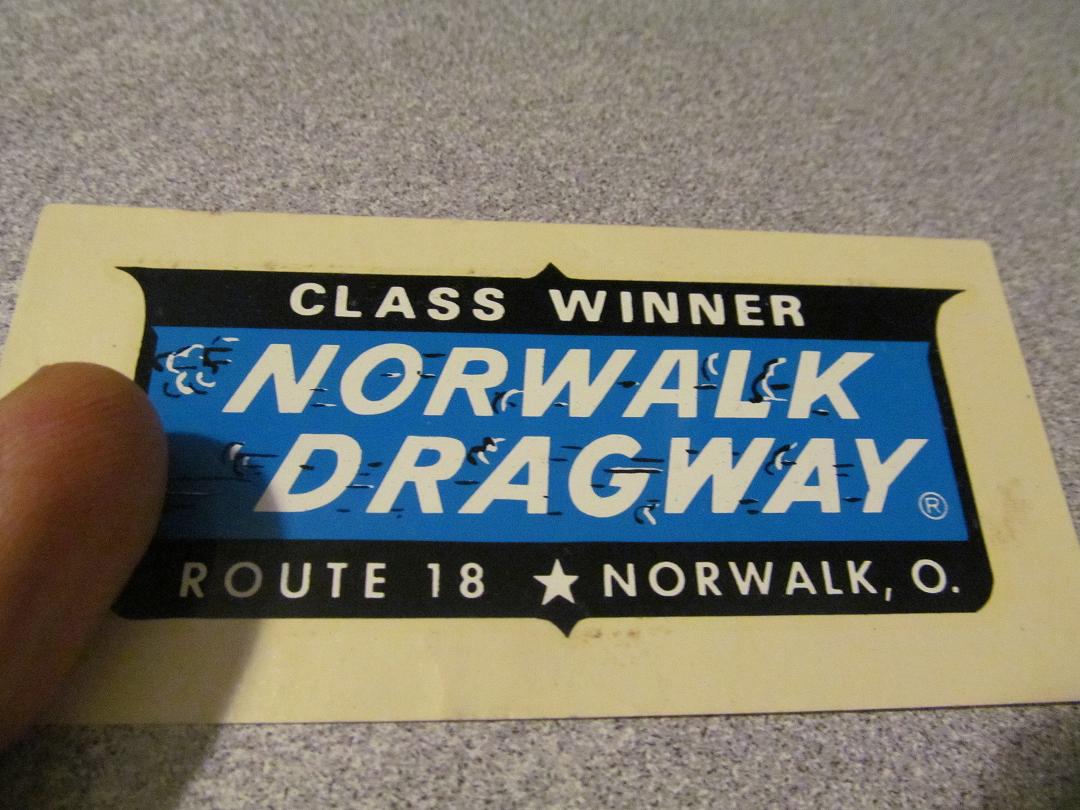 CLASS WINNER
NORWALK
DRAGWAY®
ROUTE 18 ★ NORWALK, O.